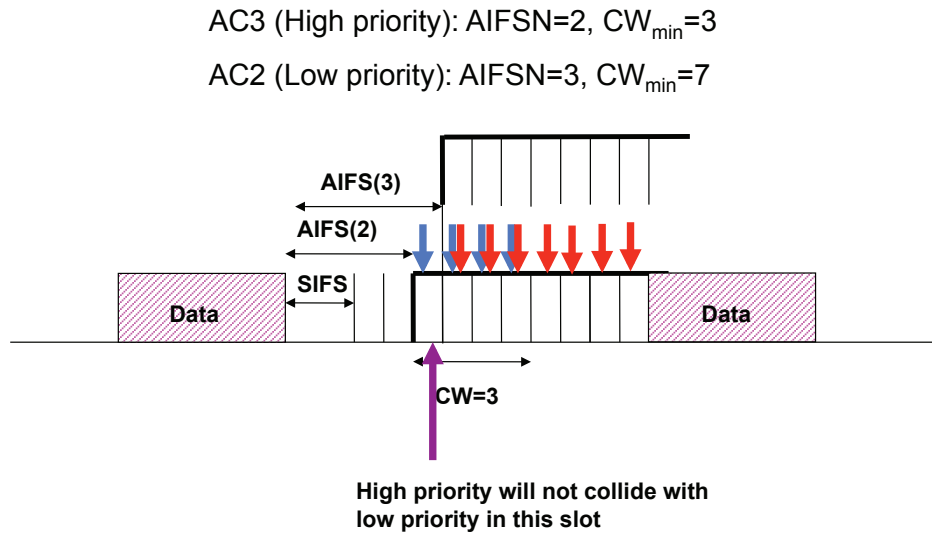 AC3 (High priority): AIFSN=2, CWmin=3
AC2 (Low priority): AIFSN=3, CWmin=7
AIFS(3)
AIFS(2)
SIFS
Data
Data
CW=3
High priority will not collide with
low priority in this slot